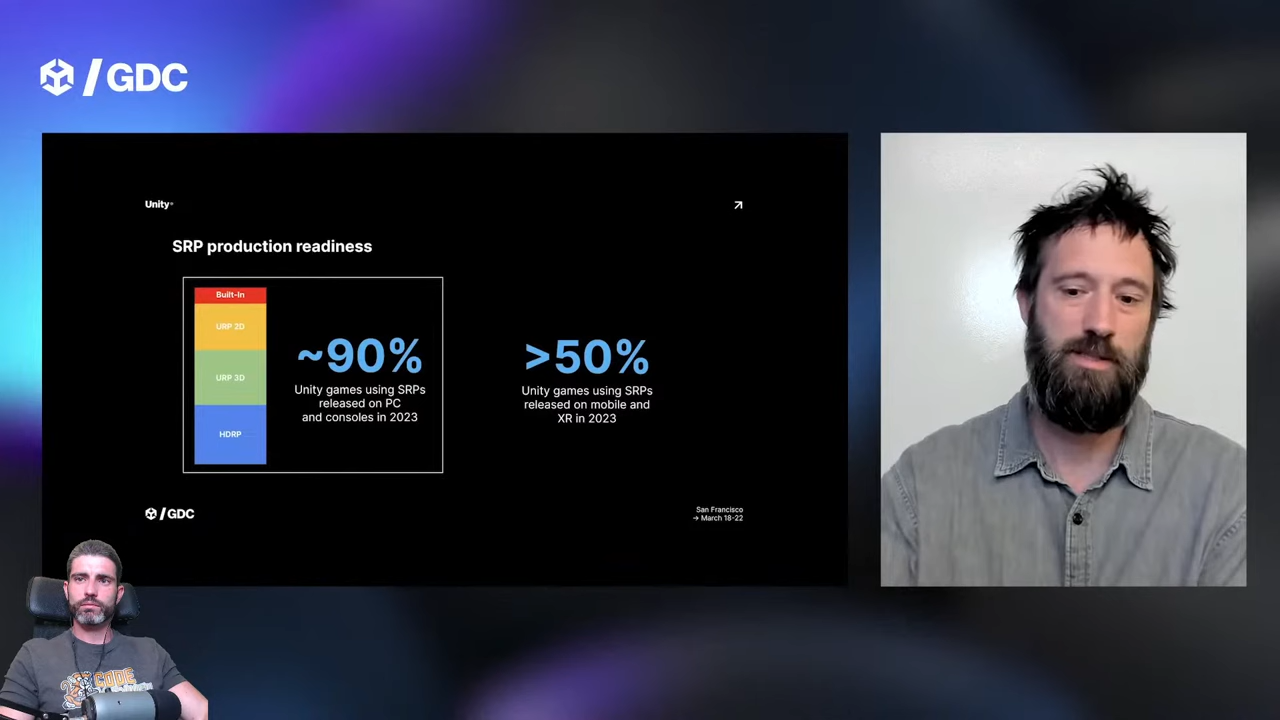 /GDC
Unity®
SRP production readiness
Built-In
URP 2D
URP 3D
HDRP
~90%
Unity games using SRPs
released on PC
and consoles in 2023
>50%
Unity games using SRPs
released on mobile and
XR in 2023
/GDC
San Francisco
→ March 18-22
CODE